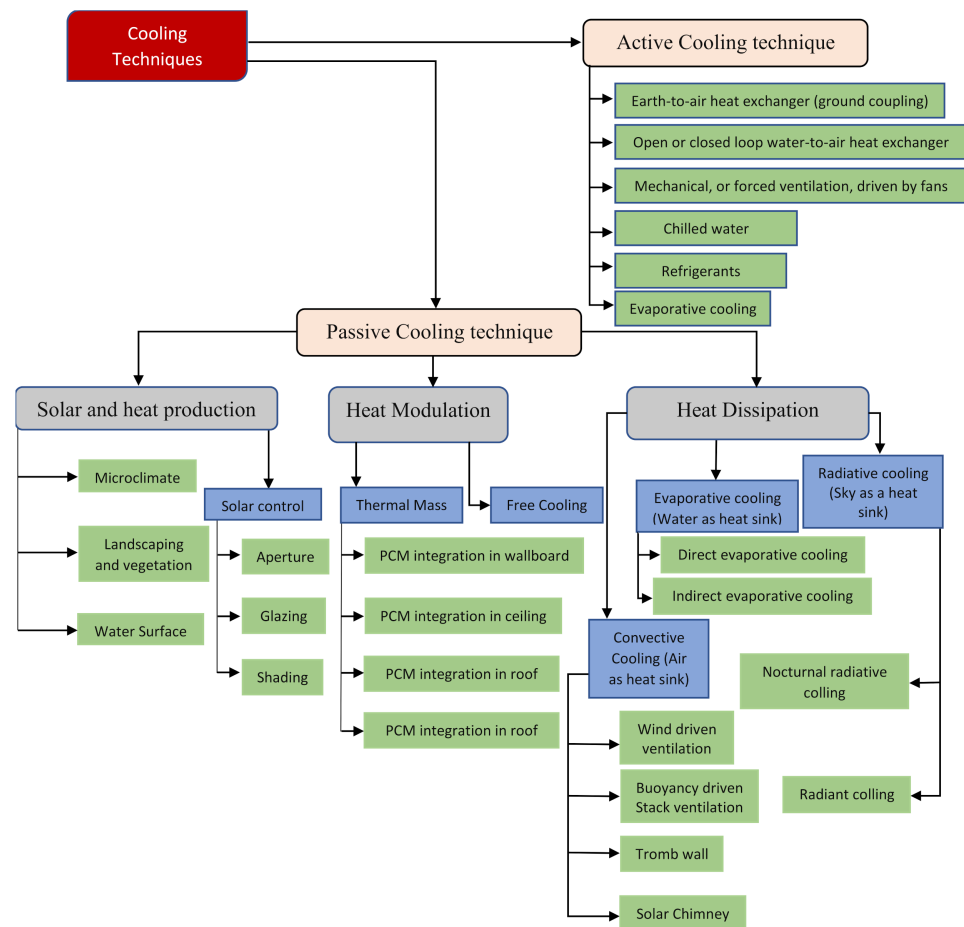 Cooling
Techniques
Active Cooling technique
Earth-to-air heat exchanger (ground coupling)
Open or closed loop water-to-air heat exchanger
Mechanical, or forced ventilation, driven by fans
Chilled water
Refrigerants
Evaporative cooling
Passive Cooling technique
Solar and heat production
Microclimate
Landscaping
and vegetation
Water Surface
Solar control
Aperture
Glazing
Shading
Heat Modulation
Thermal Mass
PCM integration in wallboard
PCM integration in ceiling
PCM integration in roof
PCM integration in roof
Free Cooling
Heat Dissipation
Convective
Cooling (Air
as heat sink)
Wind driven
ventilation
Buoyancy driven
Stack ventilation
Tromb wall
Solar Chimney
Evaporative cooling
(Water as heat sink)
Direct evaporative cooling
Indirect evaporative cooling
Radiative cooling
(Sky as a heat
sink)
Nocturnal radiative
colling
Radiant colling